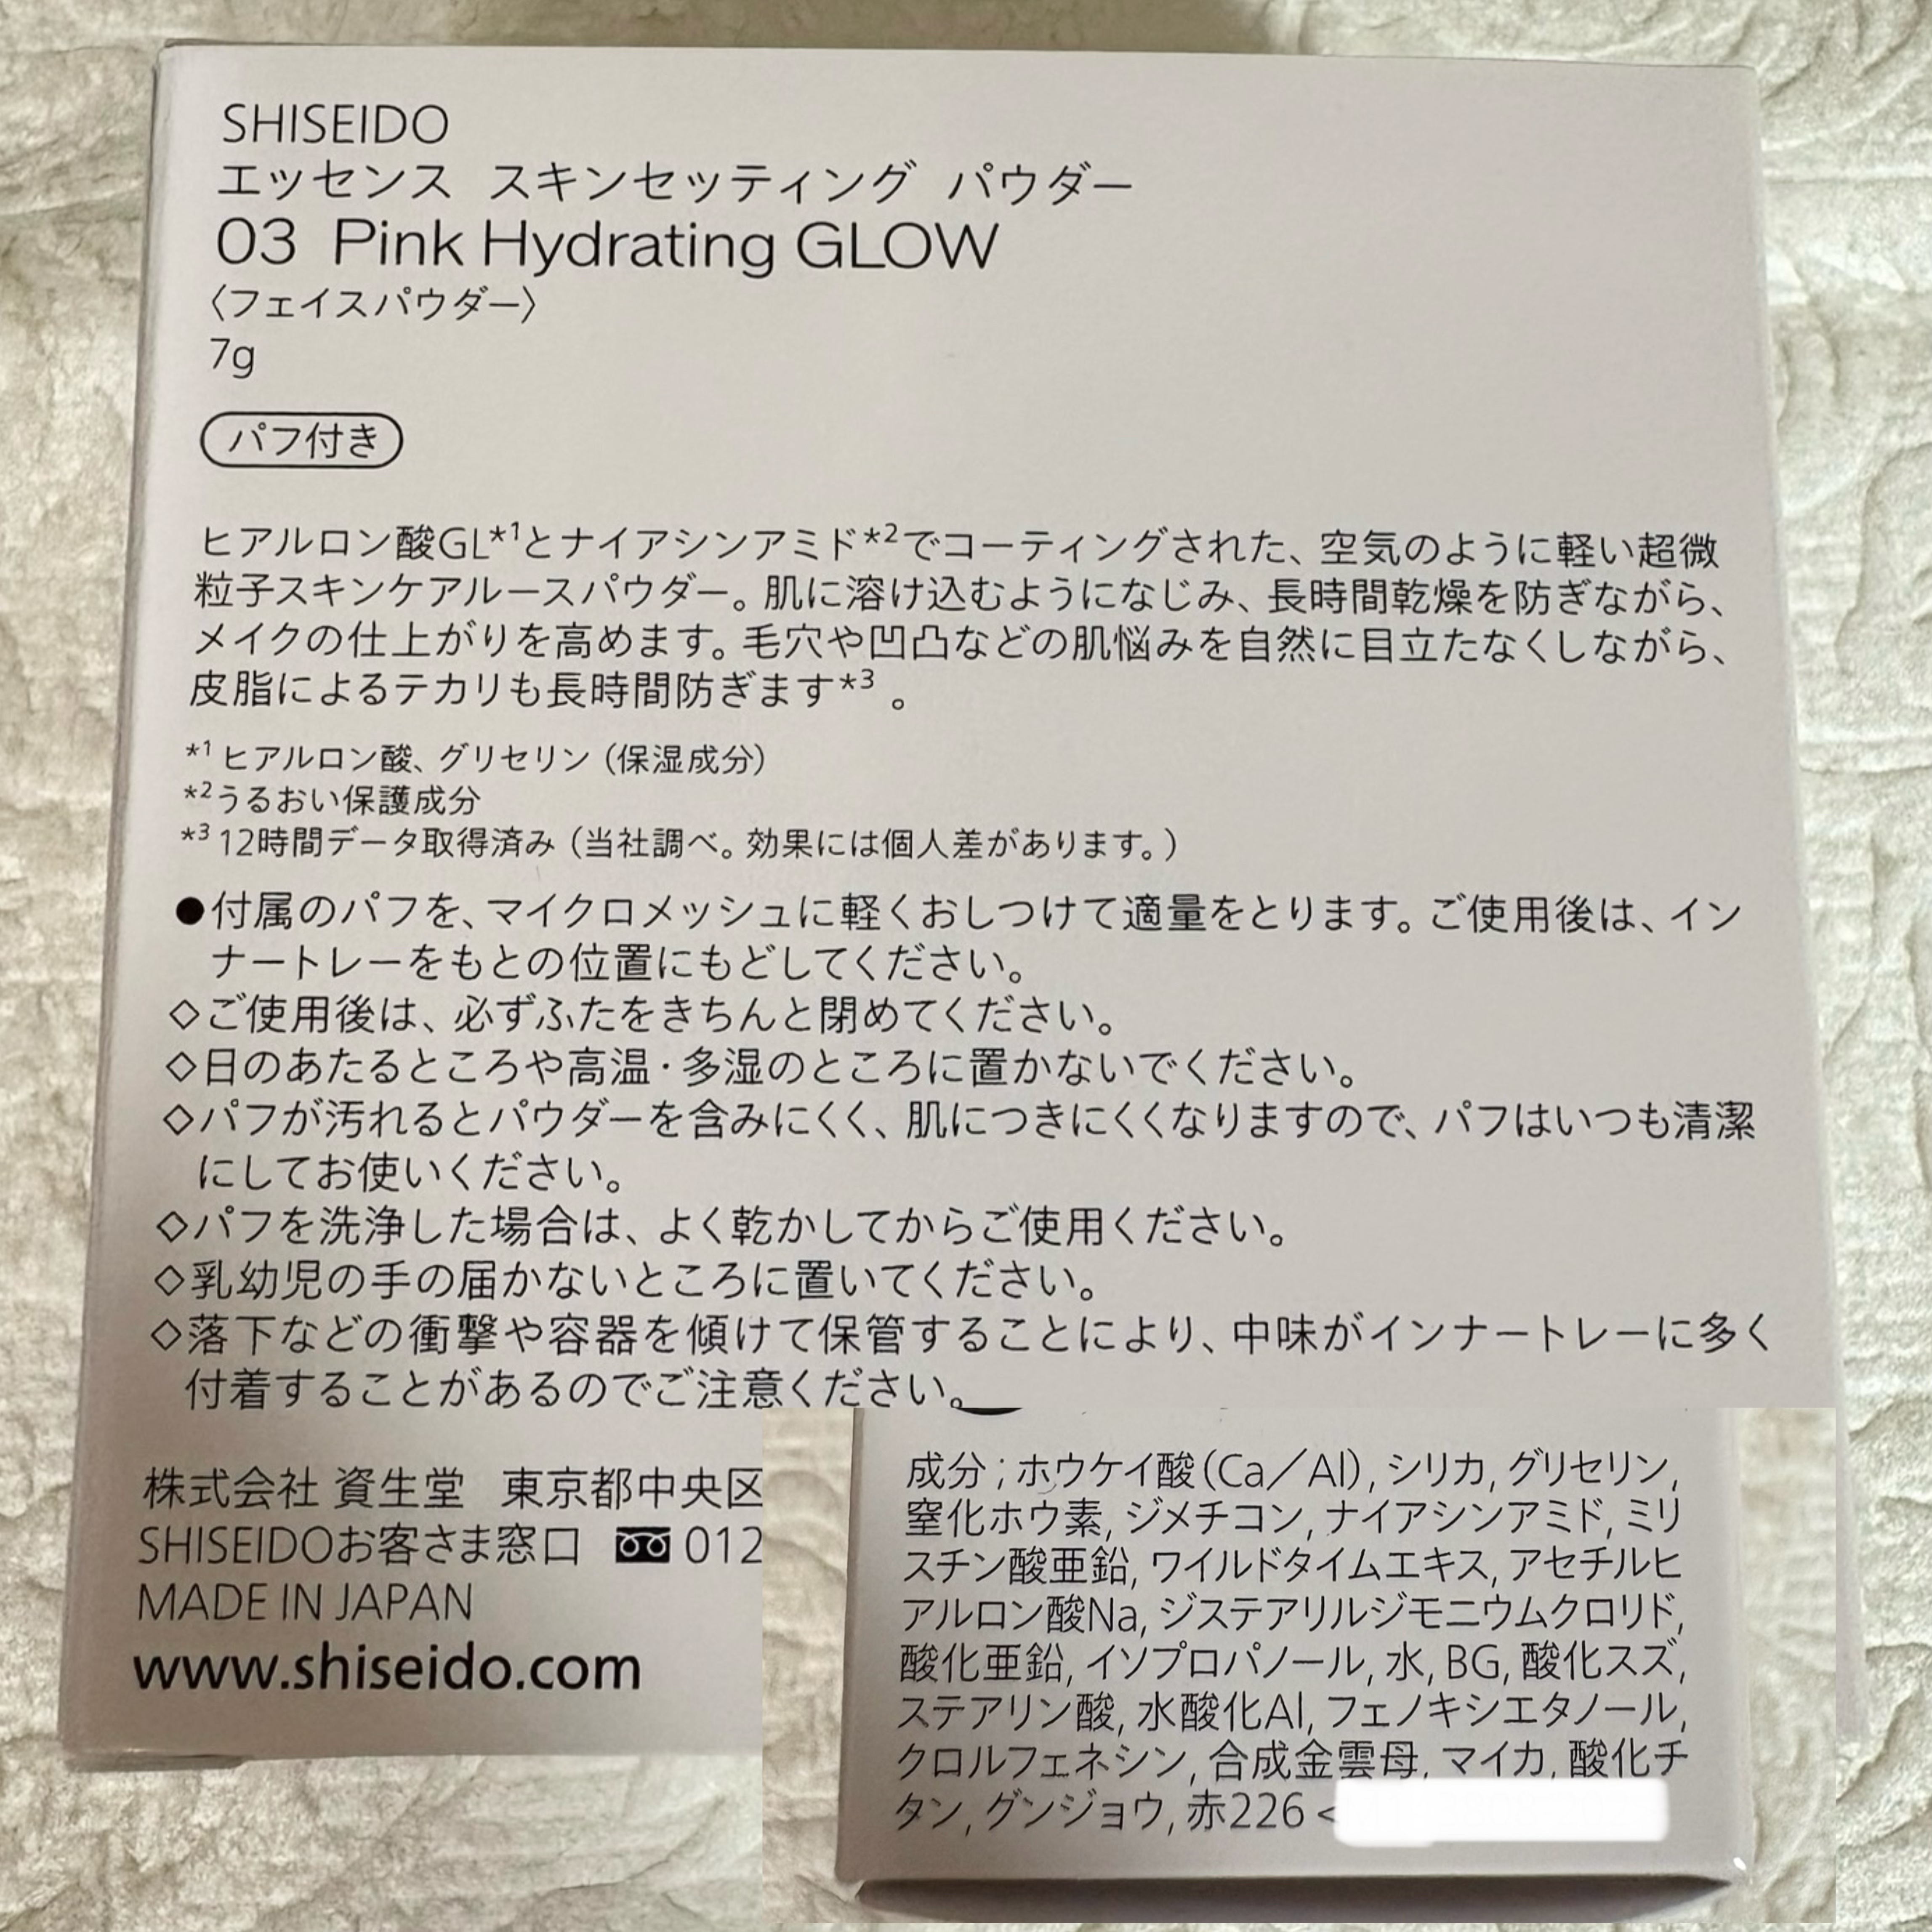 SHISEIDO
エッセンス スキンセッティング パウダー
03 Pink Hydrating GLOW
〈フェイスパウダー〉
7g
パフ付き
ヒアルロン酸GL*1とナイアシンアミド*2でコーティングされた、空気のように軽い超微
粒子スキンケアルースパウダー。肌に溶け込むようになじみ、長時間乾燥を防ぎながら、
メイクの仕上がりを高めます。毛穴や凹凸などの肌悩みを自然に目立たなくしながら、
皮脂によるテカリも長時間防ぎます*3。
*1 ヒアルロン酸、グリセリン（保湿成分）
*2うるおい保護成分
*3 12時間データ取得済み（当社調べ。効果には個人差があります。）
●付属のパフを、マイクロメッシュに軽くおしつけて適量をとります。ご使用後は、イン
ナートレーをもとの位置にもどしてください。
◇ご使用後は、必ずふたをきちんと閉めてください。
◇日のあたるところや高温・多湿のところに置かないでください。
◇パフが汚れるとパウダーを含みにくく、肌につきにくくなりますので、パフはいつも清潔
にしてお使いください。
◇パフを洗浄した場合は、よく乾かしてからご使用ください。
◇乳幼児の手の届かないところに置いてください。
◇落下などの衝撃や容器を傾けて保管することにより、中味がインナートレーに多く
付着することがあるのでご注意ください。
株式会社 資生堂 東京都中央区
SHISEIDOお客さま窓口 012
MADE IN JAPAN
www.shiseido.com
成分；ホウケイ酸(Ca／Al), シリカ, グリセリン,
窒化ホウ素, ジメチコン, ナイアシンアミド, ミリ
スチン酸亜鉛, ワイルドタイムエキス, アセチルヒ
アルロン酸Na, ジステアリルジモニウムクロリド,
酸化亜鉛, イソプロパノール, 水, BG, 酸化スズ,
ステアリン酸, 水酸化Al, フェノキシエタノール,
クロルフェネシン, 合成金雲母, マイカ, 酸化チ
タン, グンジョウ, 赤226 <